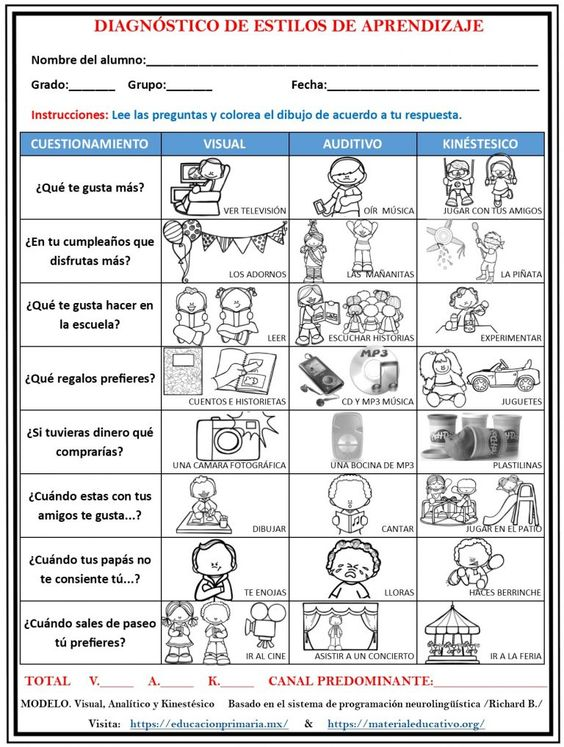 DIAGNÓSTICO DE ESTILOS DE APRENDIZAJE
Nombre del alumno:____________________
Grado:_______ Grupo:_______ Fecha:____________________
Instrucciones: Lee las preguntas y colorea el dibujo de acuerdo a tu respuesta.
CUESTIONAMIENTO VISUAL AUDITIVO KINÉSTESICO
¿Qué te gusta más?
VER TELEVISIÓN OÍR MÚSICA JUGAR CON TUS AMIGOS
¿En tu cumpleaños que
disfrutas más?
LOS ADORNOS LAS MAÑANITAS LA PIÑATA
¿Qué te gusta hacer en
la escuela?
LEER ESCUCHAR HISTORIAS EXPERIMENTAR
¿Qué regalos prefieres?
MP3
CUENTOS E HISTORIETAS CD Y MP3 MÚSICA JUGUETES
¿Si tuvieras dinero qué
comprarías?
UNA CAMARA FOTOGRÁFICA UNA BOCINA DE MP3 PLASTILINAS
¿Cuándo estas con tus
amigos te gusta...?
DIBUJAR CANTAR JUGAR EN EL PATIO
¿Cuándo tus papás no
te consiente tú...?
TE ENOJAS LLORAS HACES BERRINCHE
¿Cuándo sales de paseo
tú prefieres?
IR AL CINE ASISTIR A UN CONCIERTO IR A LA FERIA
TOTAL V._____ A._____ K._____ CANAL PREDOMINANTE:_______________
MODELO. Visual, Analítico y Kinestésico Basado en el sistema de programación neurolingüística /Richard B./
Visita: https://educacionprimaria.mx/ & https://materialeducativo.org/